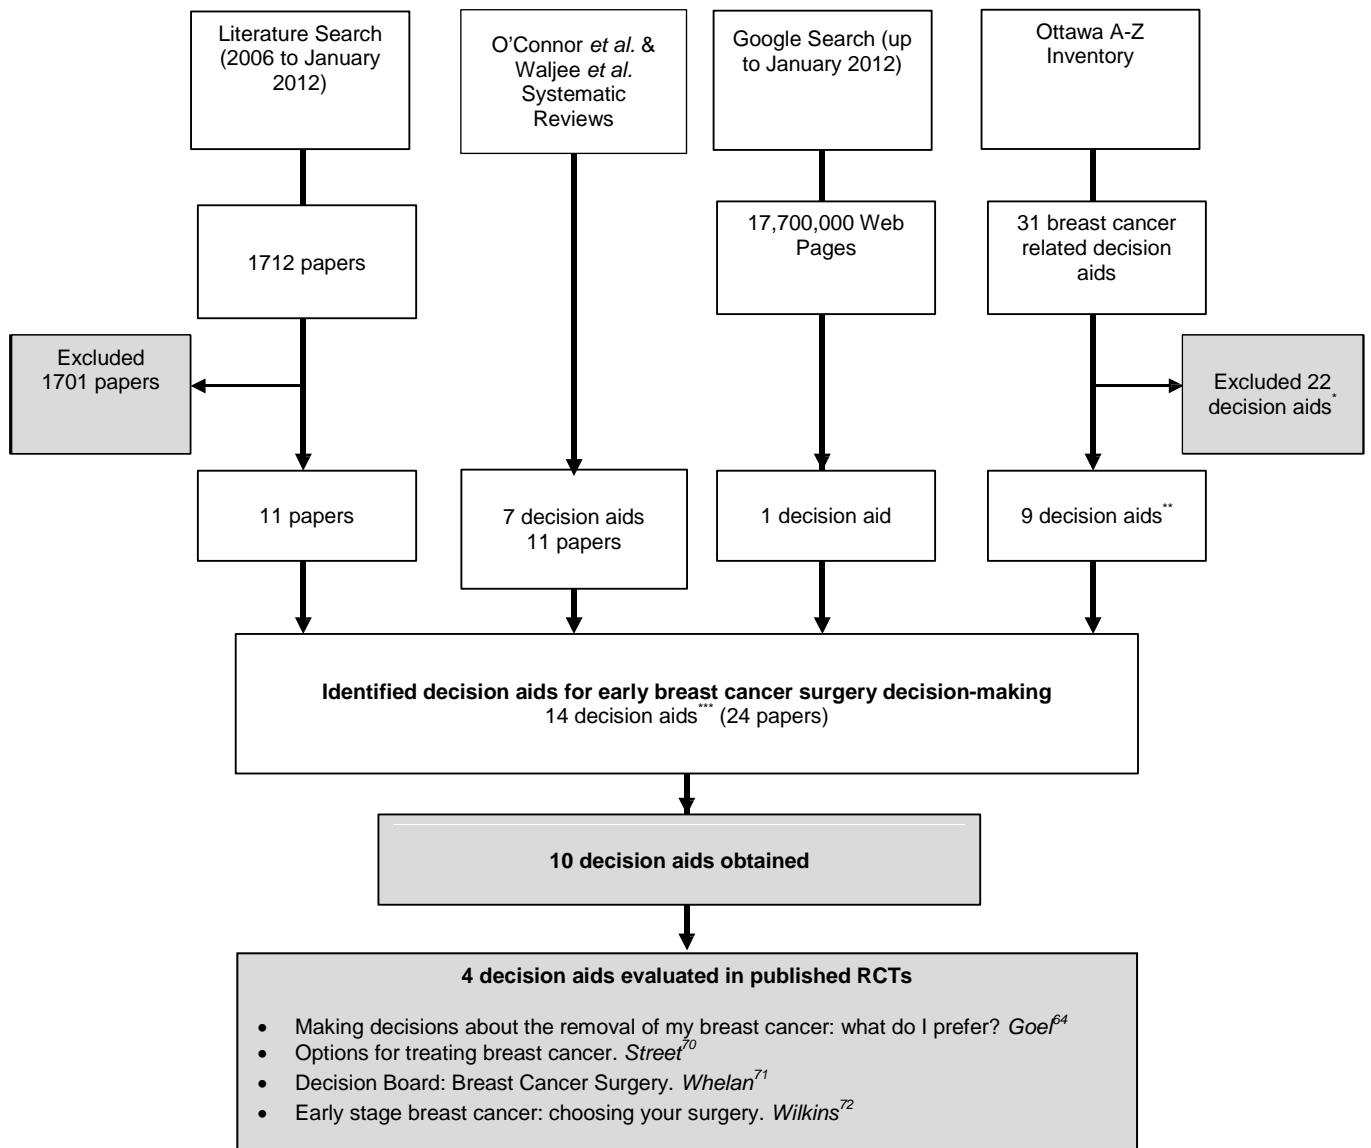 Literature Search
(2006 to January
2012)
O’Connor et al. &
Waljee et al.
Systematic
Reviews
Google Search (up
to January 2012)
Ottawa A-Z
Inventory
1712 papers
17,700,000 Web
Pages
31 breast cancer
related decision
aids
Excluded
1701 papers
Excluded 22
decision aids*
11 papers
7 decision aids
11 papers
1 decision aid
9 decision aids**
Identified decision aids for early breast cancer surgery decision-making
14 decision aids*** (24 papers)
10 decision aids obtained
4 decision aids evaluated in published RCTs
• Making decisions about the removal of my breast cancer: what do I prefer? Goel64
• Options for treating breast cancer. Street70
• Decision Board: Breast Cancer Surgery. Whelan71
• Early stage breast cancer: choosing your surgery. Wilkins72